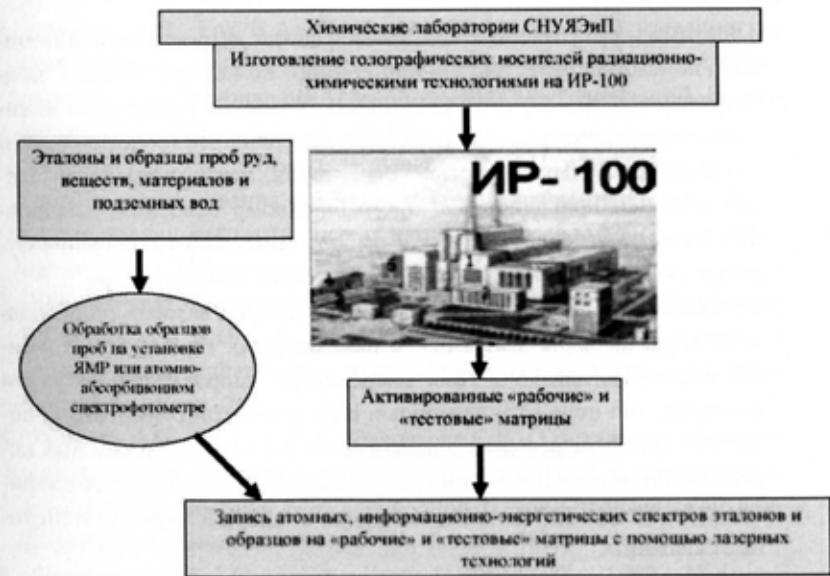 Химические лаборатории СНУЯЭиП
Изготовление голографических носителей радиационно-
химическими технологиями на ИР-100
Эталоны и образцы проб руд,
веществ, материалов и
подземных вод
ИР- 100
Обработка образцов
проб на установке
ЯМР или атомно-
абсорбционном
спектрофотометре
Активированные «рабочие» и
«тестовые» матрицы
Запись атомных, информационно-энергетических спектров эталонов и
образцов на «рабочие» и «тестовые» матрицы с помощью лазерных
технологий